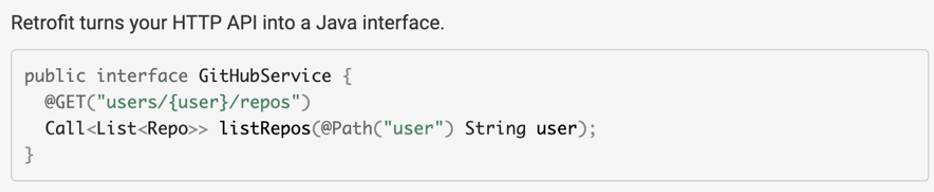 Retrofit turns your HTTP API into a Java interface.
public interface GitHubService {
  @GET("users/{user}/repos")
  Call<List<Repo>> listRepos(@Path("user") String user);
}